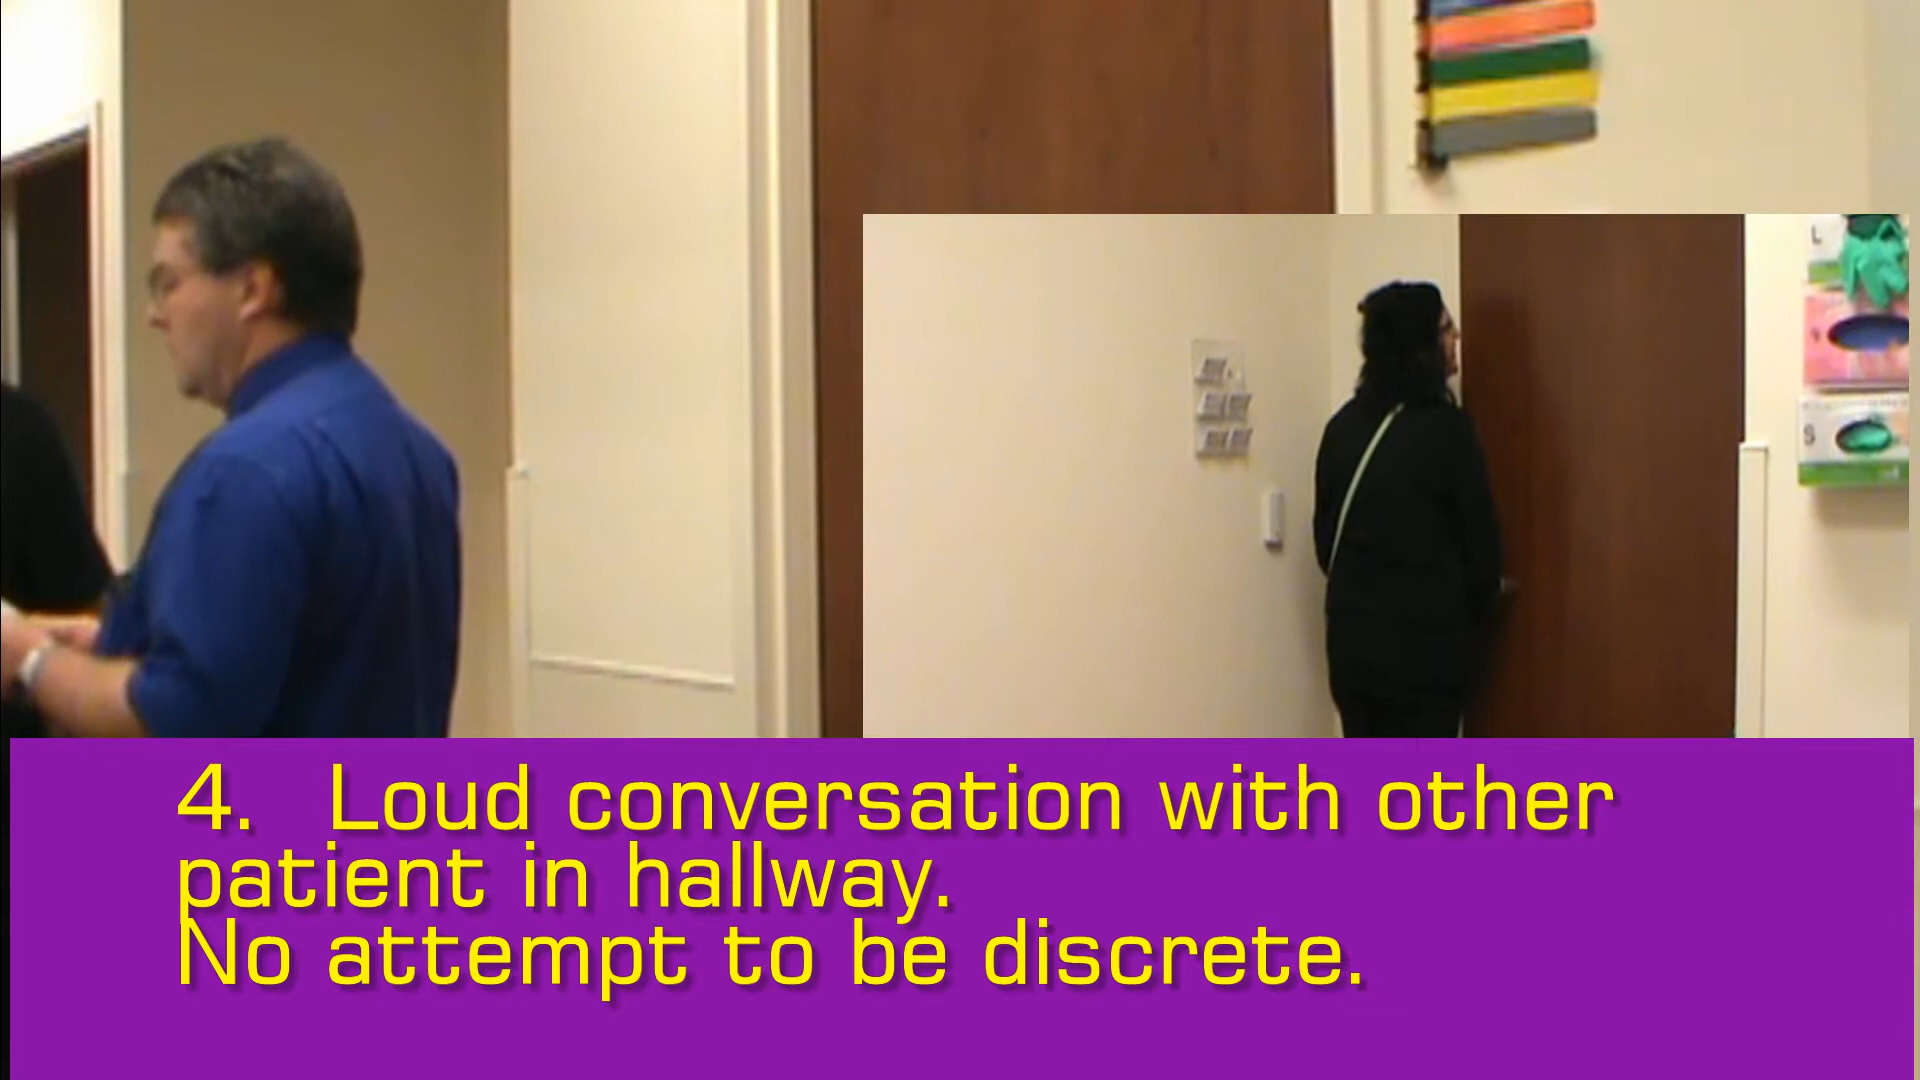 L
S
4. Loud conversation with other
patient in hallway.
No attempt to be discrete.